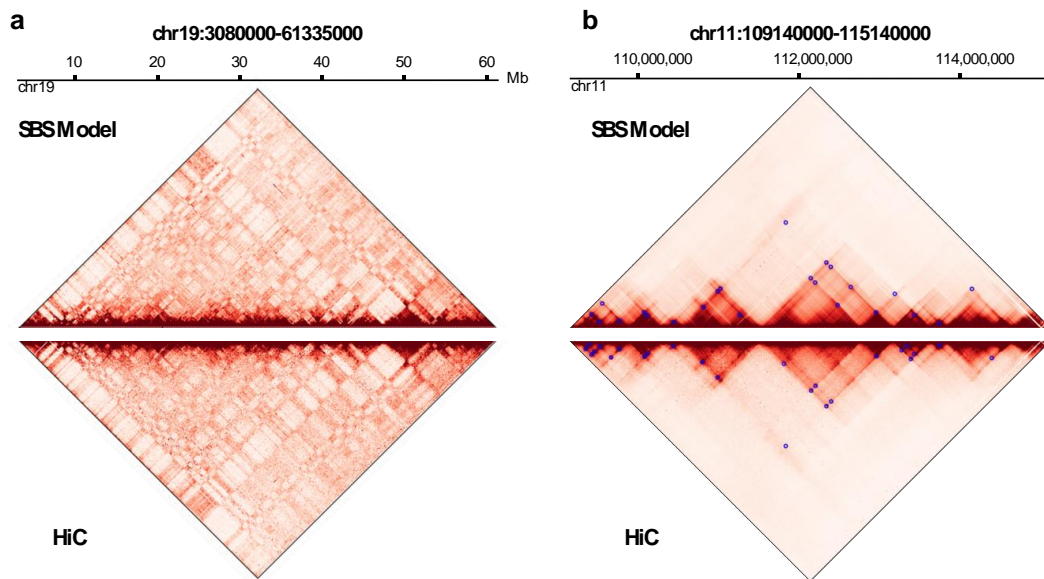 a
chr19:3080000-61335000
10 20 30 40 50 60 Mb
chr19
SBS Model
HiC
b
chr11:109140000-115140000
110,000,000 112,000,000 114,000,000
chr11
SBS Model
HiC